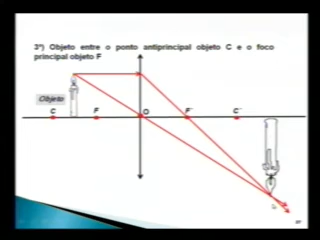 3º) Objeto entre o ponto antiprincipal objeto C e o foco
principal objeto F
Objeto
C F O F' C'